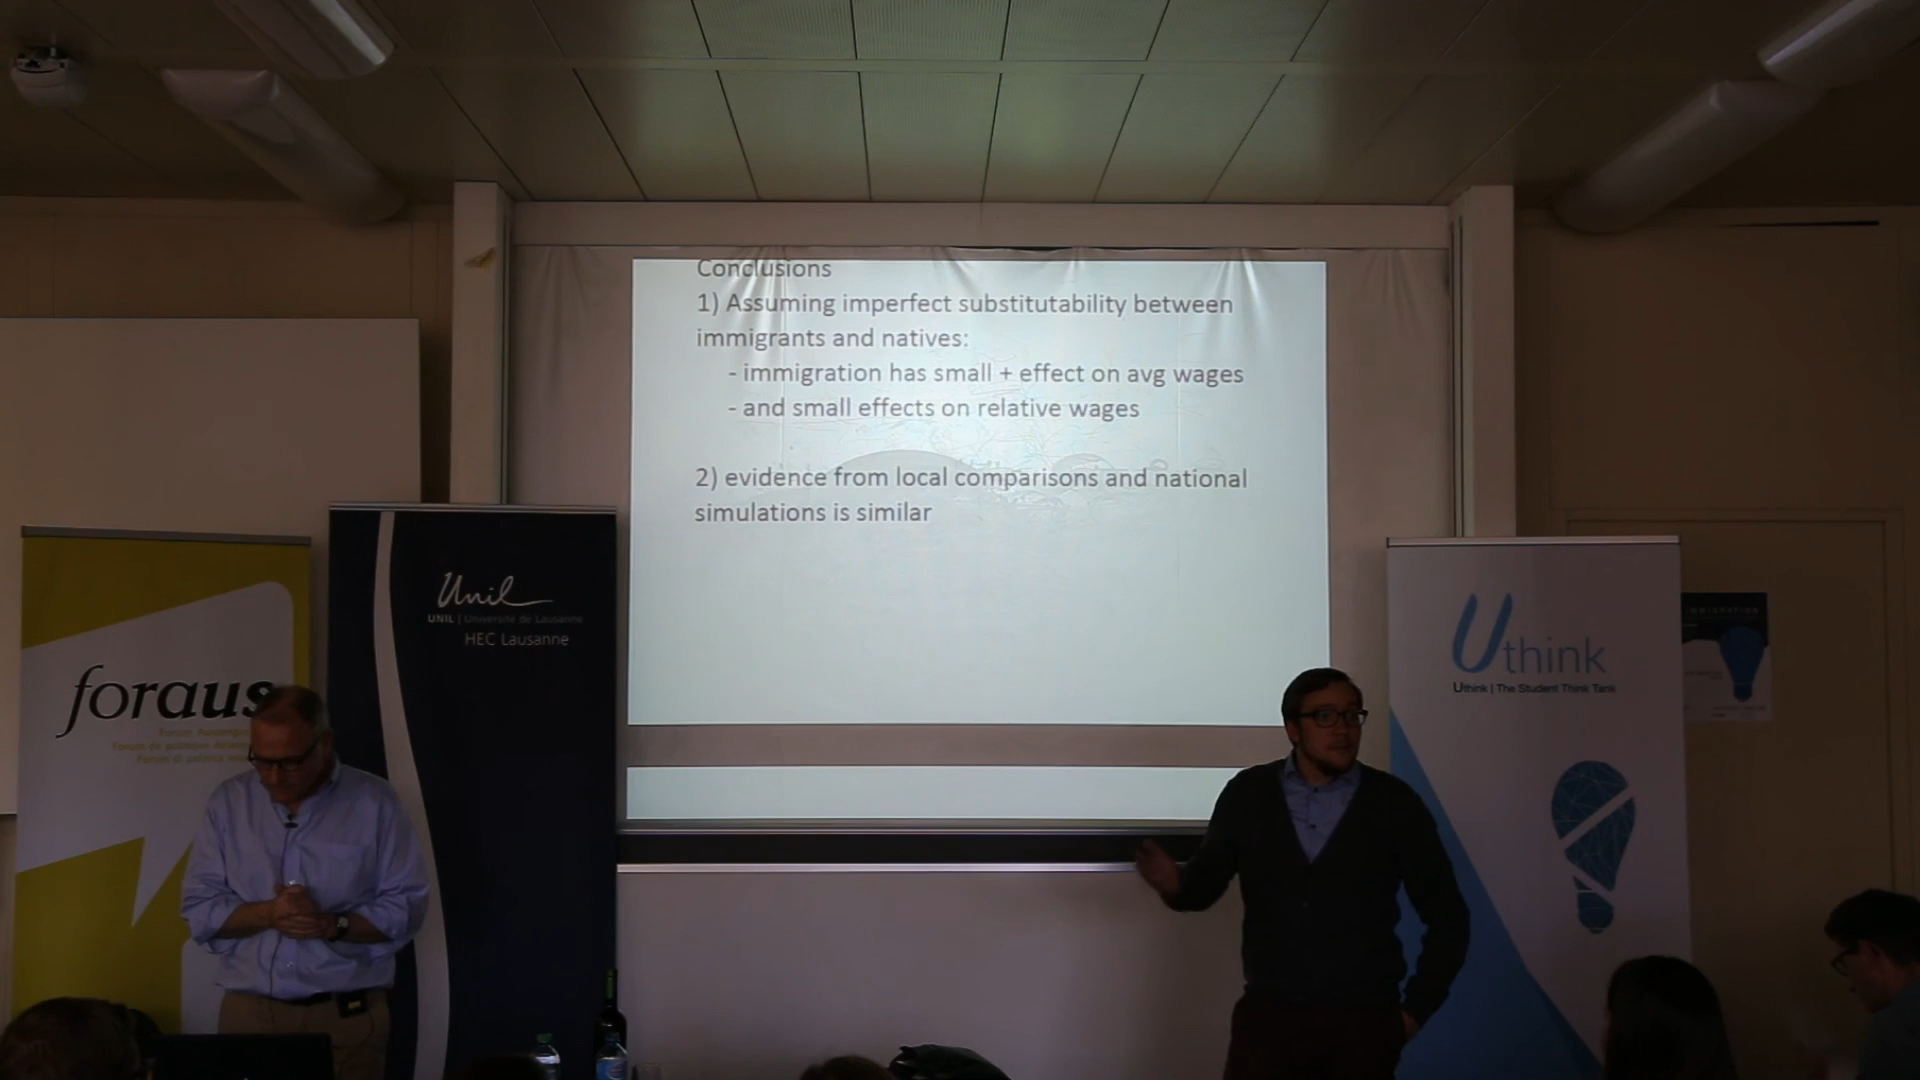 Conclusions
1) Assuming imperfect substitutability between
immigrants and natives:
- immigration has small + effect on avg wages
- and small effects on relative wages
2) evidence from local comparisons and national
simulations is similar
foraus
Unil
UNIL | Université de Lausanne
HEC Lausanne
Uthink
Uthink | The Student Think Tank
IMMIGRATION